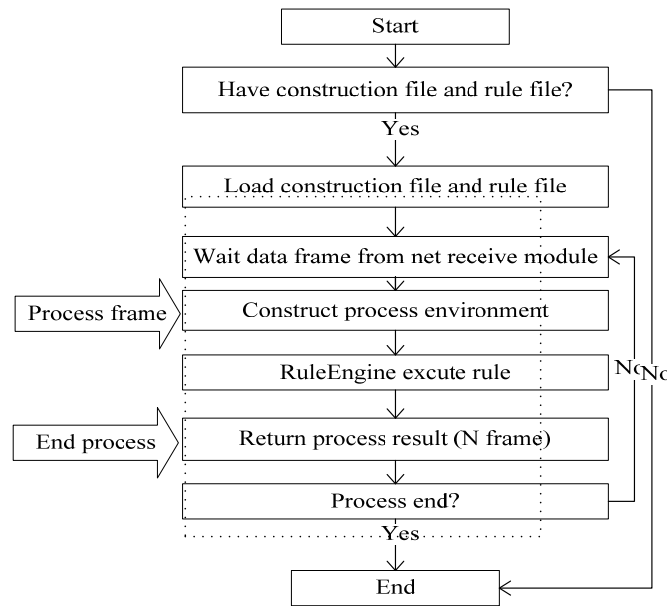 Start
Have construction file and rule file?
Yes
Load construction file and rule file
Wait data frame from net receive module
Process frame
Construct process environment
RuleEngine excute rule
No
No
End process
Return process result (N frame)
Process end?
Yes
End